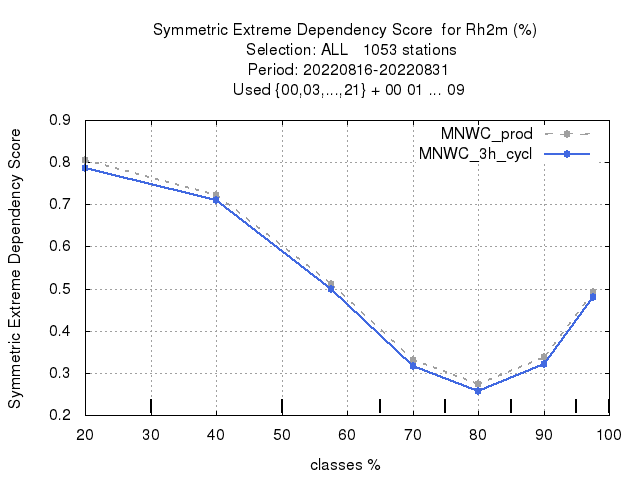 Symmetric Extreme Dependency Score  for Rh2m (%)
Selection: ALL   1053 stations
Period: 20220816-20220831
Used {00,03,...,21} + 00 01 ... 09
Symmetric Extreme Dependency Score
0.9
0.8
0.7
0.6
0.5
0.4
0.3
0.2
MNWC_prod
MNWC_3h_cycl
20 30 40 50 60 70 80 90 100
classes %